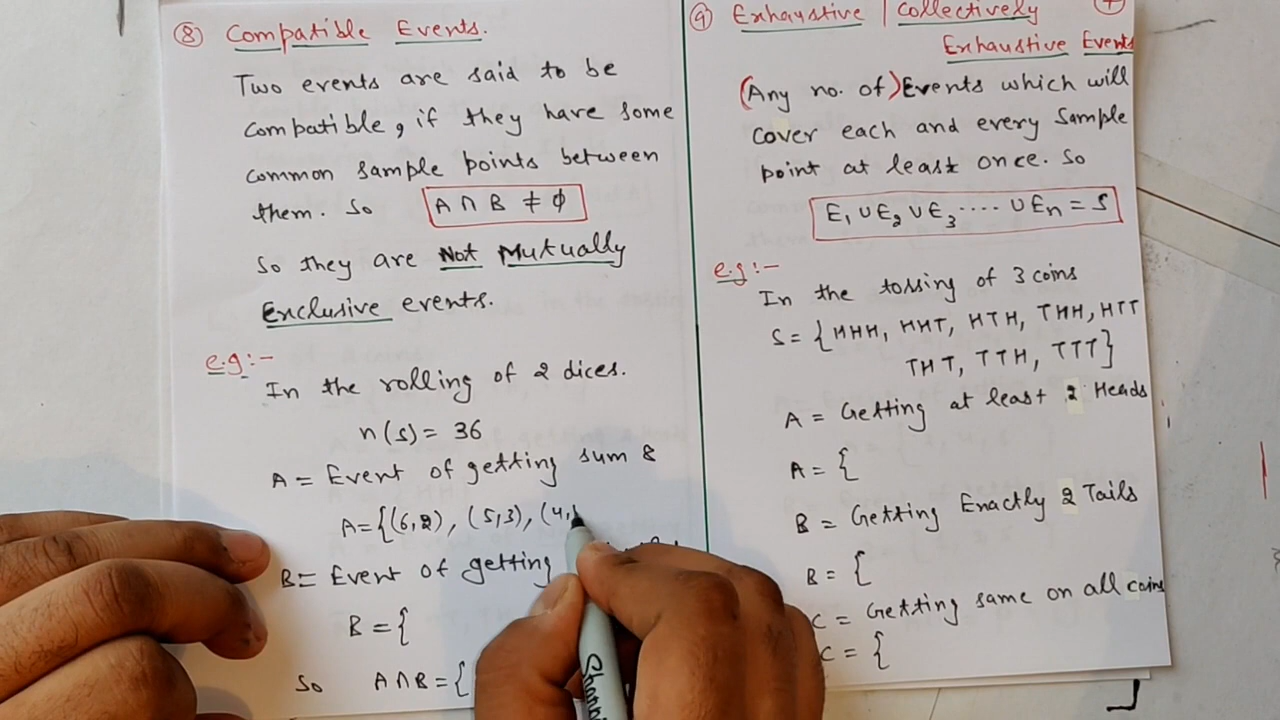 ⑧ Compatible Events.
Two events are said to be
Compatible, if they have some
common sample points between
them. So A ∩ B ≠ ϕ
So they are Not Mutually
Exclusive events.
e.g:-
In the rolling of 2 dices.
n(s) = 36
A = Event of getting sum 8
A={(6,2), (5,3), (4,
B= Event of getting
B ={
So A∩B={
⑨ Exhaustive | Collectively
Exhaustive Events
(Any no. of) Events which will
cover each and every sample
point at least once. So
E₁ ∪ E₂ ∪ E₃ ..... ∪ Eₙ = S
e.g:-
In the tossing of 3 coins
S = { HHH, HHT, HTH, THH, HTT
THT, TTH, TTT}
A = Getting at least 2 Heads
A = {
B = Getting Exactly 2 Tails
B = {
C = Getting same on all coins
C = {